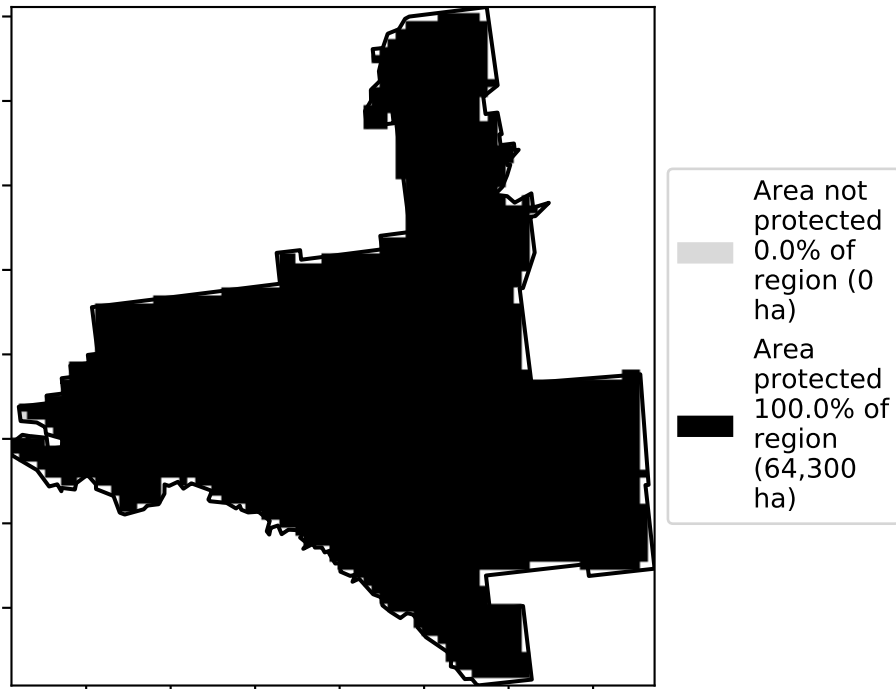 Area not
protected
0.0% of
region (0
ha)
Area
protected
100.0% of
region
(64,300
ha)